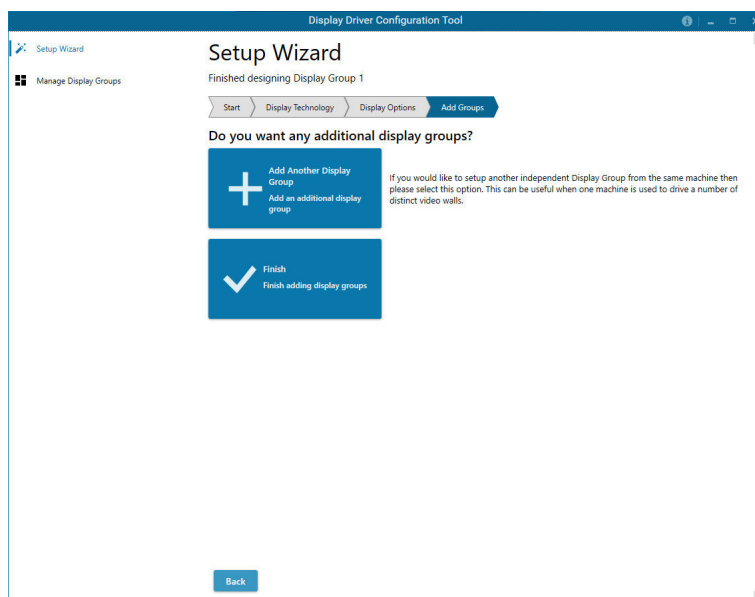 Display Driver Configuration Tool
Setup Wizard
Manage Display Groups
Setup Wizard
Finished designing Display Group 1
Start
Display Technology
Display Options
Add Groups
Do you want any additional display groups?
Add Another Display
Group
Add an additional display
group
If you would like to setup another independent Display Group from the same machine then
please select this option. This can be useful when one machine is used to drive a number of
distinct video walls.
Finish
Finish adding display groups
Back